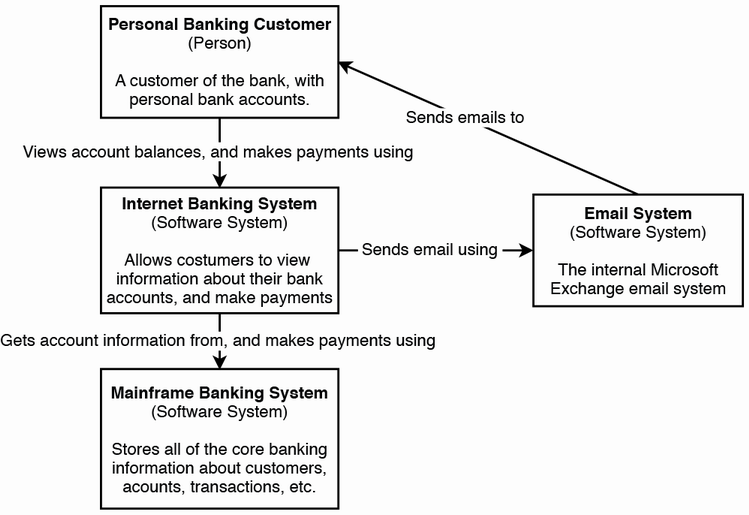 Personal Banking Customer
(Person)
A customer of the bank, with
personal bank accounts.
Sends emails to
Views account balances, and makes payments using
Internet Banking System
(Software System)
Allows costumers to view
information about their bank
accounts, and make payments
Sends email using
Email System
(Software System)
The internal Microsoft
Exchange email system
Gets account information from, and makes payments using
Mainframe Banking System
(Software System)
Stores all of the core banking
information about customers,
acounts, transactions, etc.